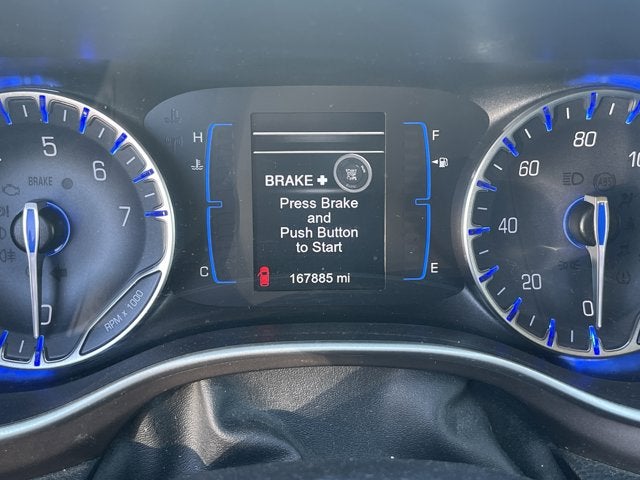 5
6
7
0
BRAKE
RPM x 1000
H
C
BRAKE +
Press Brake
and
Push Button
to Start
167885 mi
F
E
0
20
40
60
80